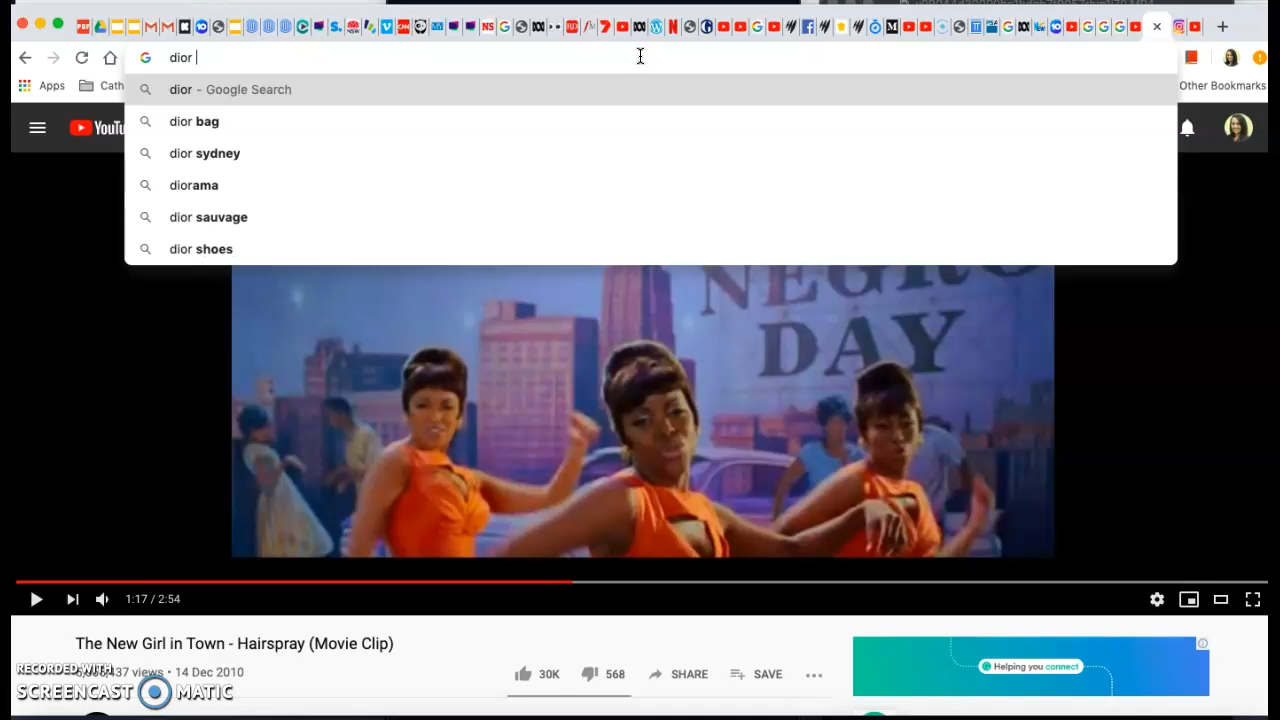 dior
dior - Google Search
dior bag
dior sydney
diorama
dior sauvage
dior shoes
Apps
Cath
Other Bookmarks
NEGRO
DAY
1:17 / 2:54
The New Girl in Town - Hairspray (Movie Clip)
437 views • 14 Dec 2010
30K
568
SHARE
SAVE
Helping you connect
RECORDED WITH
SCREENCAST MATIC